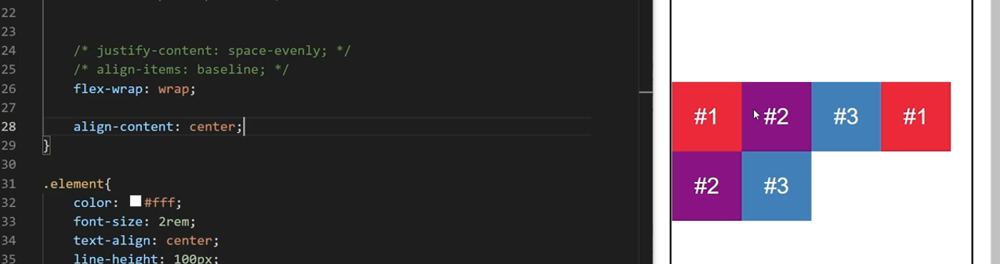 22
23
24 /* justify-content: space-evenly; */
25 /* align-items: baseline; */
26 flex-wrap: wrap;
27
28 align-content: center;
29 }
30
31 .element{
32 color: #fff;
33 font-size: 2rem;
34 text-align: center;
35 line-height: 100px;
#1 #2 #3 #1
#2 #3